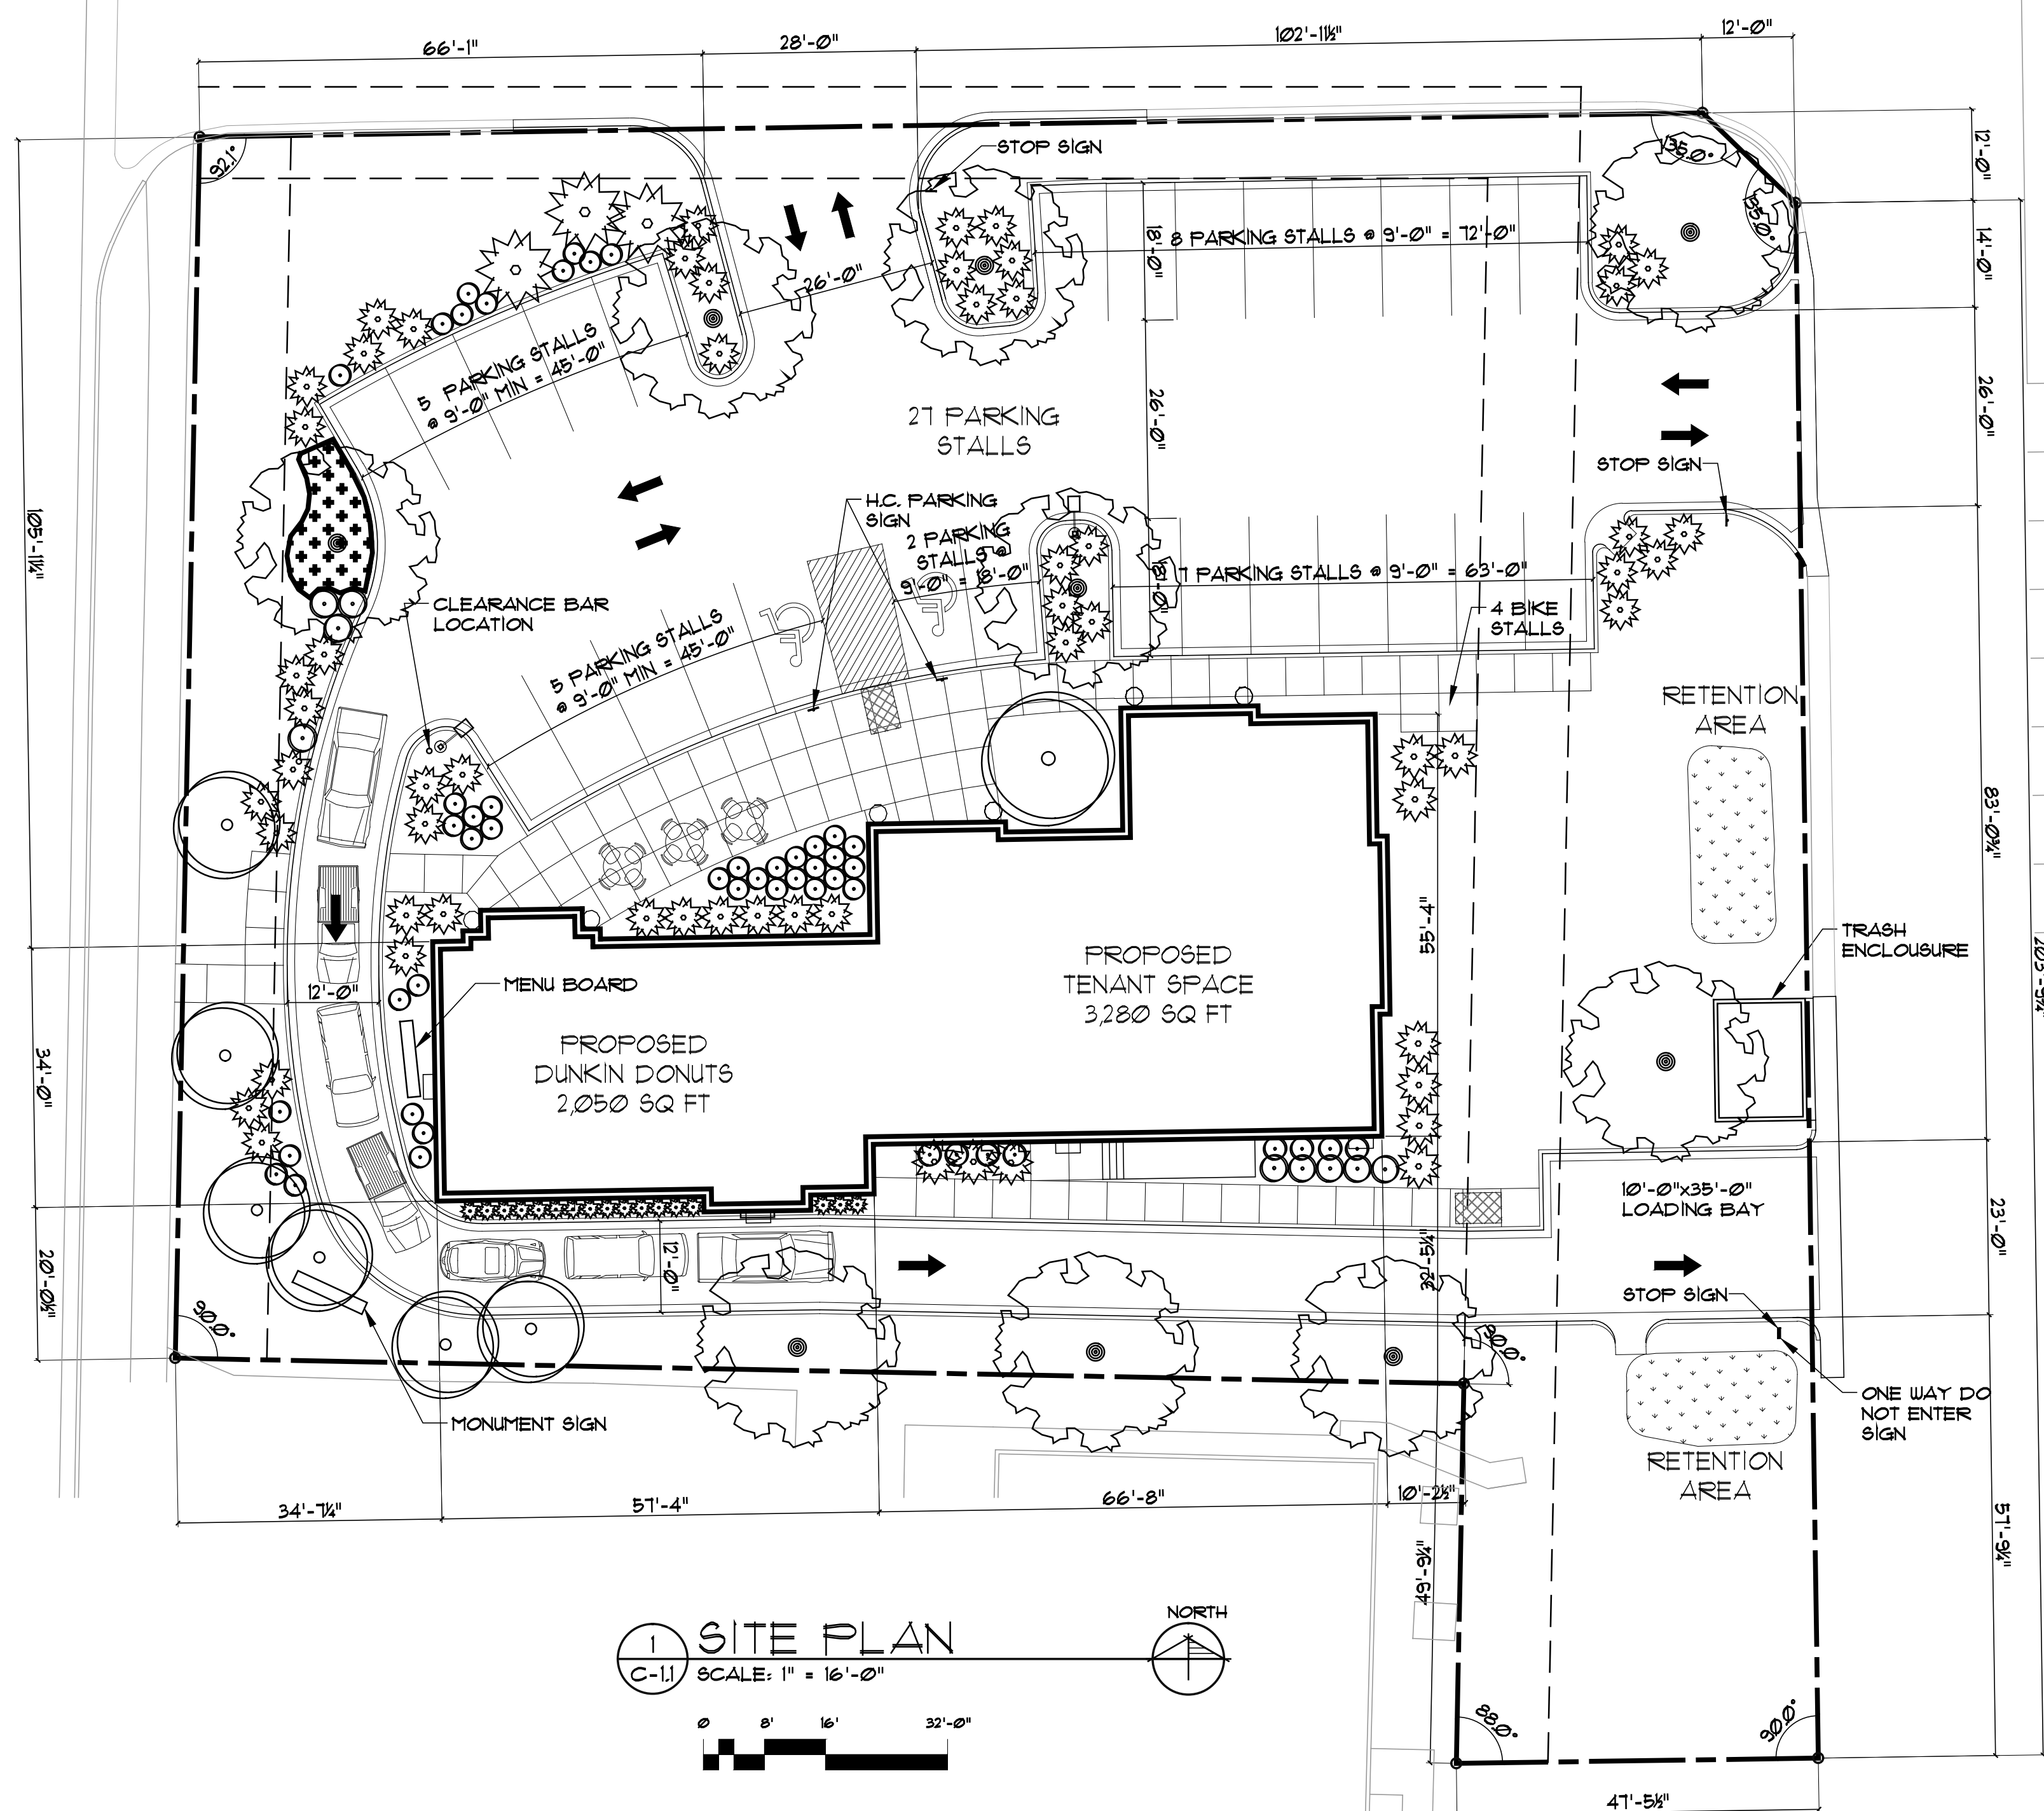 66'-1"
28'-0"
102'-11½"
12'-0"
92.1°
STOP SIGN
12'-0"
18'-0"
8 PARKING STALLS @ 9'-0" = 72'-0"
14'-0"
26'-0"
5 PARKING STALLS
@ 9'-0" MIN = 45'-0"
27 PARKING
STALLS
26'-0"
26'-0"
STOP SIGN
H.C. PARKING
SIGN
2 PARKING
STALLS @
9'-0" = 18'-0"
18'-0"
7 PARKING STALLS @ 9'-0" = 63'-0"
105'-11¼"
CLEARANCE BAR
LOCATION
4 BIKE
STALLS
5 PARKING STALLS
@ 9'-0" MIN = 45'-0"
RETENTION
AREA
83'-0¾"
55'-4"
TRASH
ENCLOSURE
PROPOSED
TENANT SPACE
3,280 SQ FT
MENU BOARD
12'-0"
PROPOSED
DUNKIN DONUTS
2,050 SQ FT
34'-0"
10'-0"x35'-0"
LOADING BAY
23'-0"
12'-0"
32'-5¼"
20'-0½"
STOP SIGN
90.0°
90.0°
ONE WAY DO
NOT ENTER
SIGN
MONUMENT SIGN
RETENTION
AREA
34'-7¼"
57'-4"
66'-8"
10'-2½"
49'-9¼"
57'-9¼"
1
C-1.1
SITE PLAN
SCALE: 1" = 16'-0"
NORTH
0
8'
16'
32'-0"
88.0°
90.0°
47'-5½"